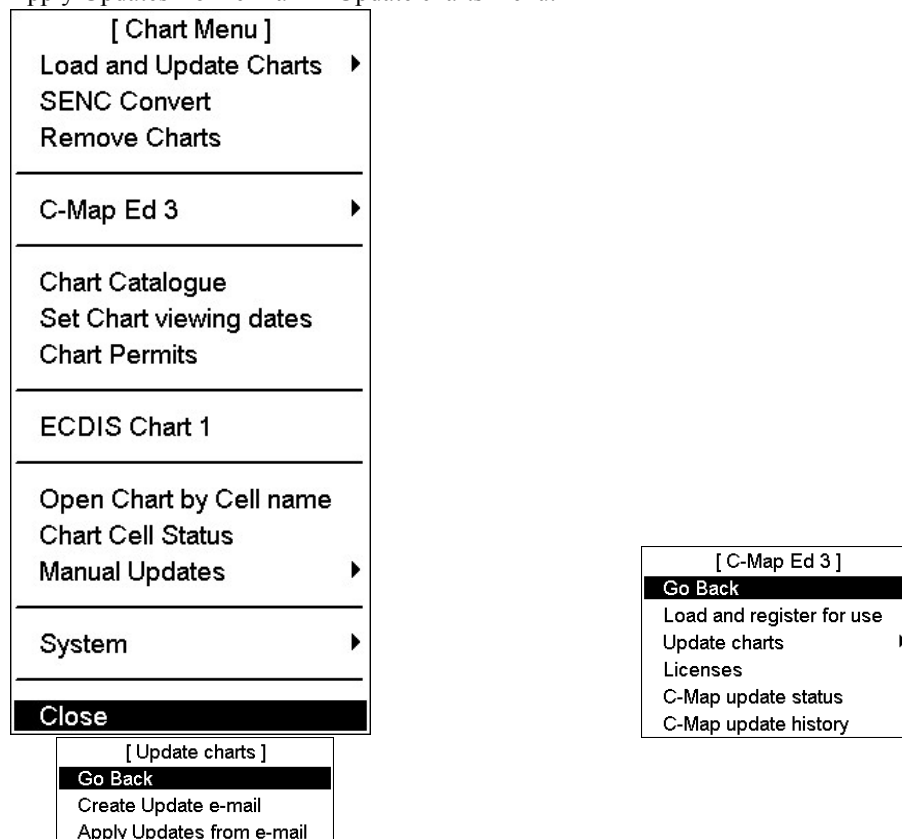 [ Chart Menu ]
Load and Update Charts
SENC Convert
Remove Charts
C-Map Ed 3
Chart Catalogue
Set Chart viewing dates
Chart Permits
ECDIS Chart 1
Open Chart by Cell name
Chart Cell Status
Manual Updates
System
Close
[ C-Map Ed 3 ]
Go Back
Load and register for use
Update charts
Licenses
C-Map update status
C-Map update history
[ Update charts ]
Go Back
Create Update e-mail
Apply Updates from e-mail